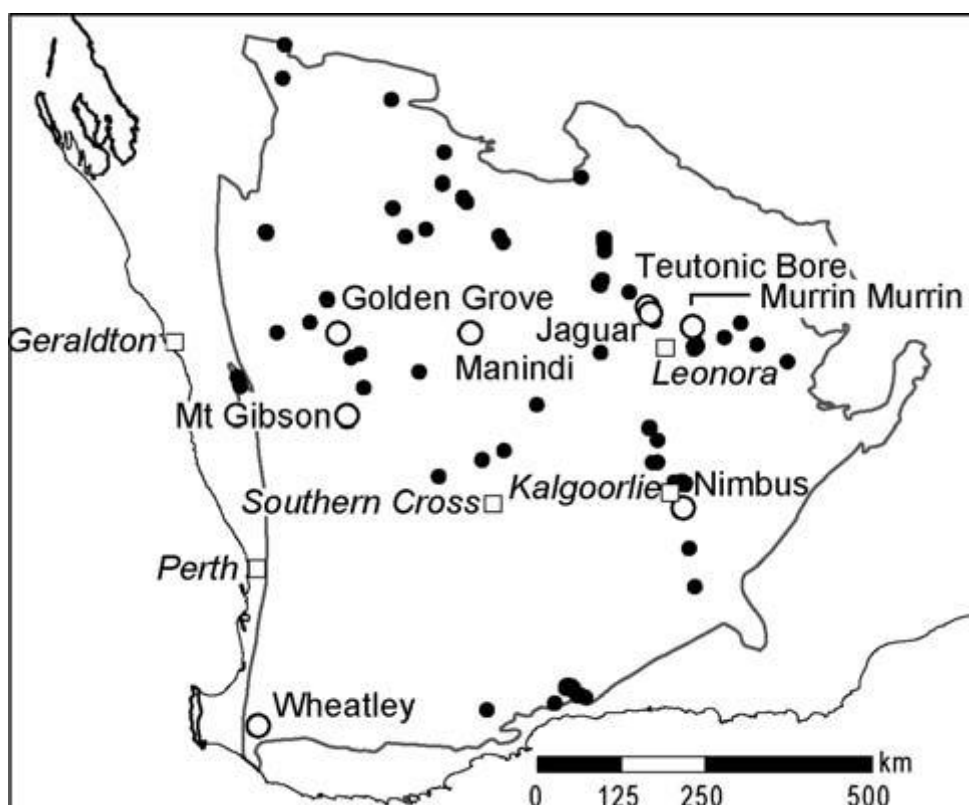 Teutonic Bore
Golden Grove
Murrin Murrin
Geraldton
Jaguar
Manindi
Leonora
Mt Gibson
Southern Cross
Kalgoorlie
Nimbus
Perth
Wheatley
km
0 125 250 500